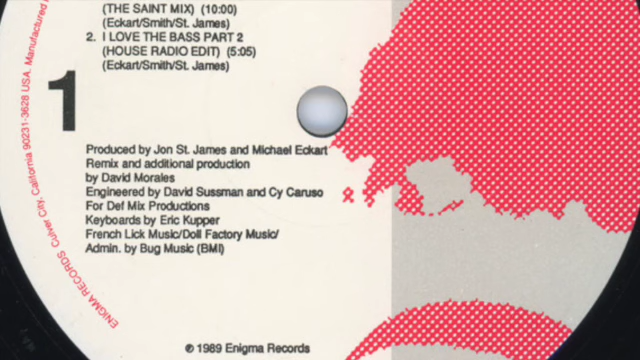 (THE SAINT MIX) (10:00)
(Eckart/Smith/St. James)
2. I LOVE THE BASS PART 2
(HOUSE RADIO EDIT) (5:05)
(Eckart/Smith/St. James)
1
Produced by Jon St. James and Michael Eckart
Remix and additional production
by David Morales
Engineered by David Sussman and Cy Caruso
For Def Mix Productions
Keyboards by Eric Kupper
French Lick Music/Doll Factory Music/
Admin. by Bug Music (BMI)
℗ 1989 Enigma Records
ENIGMA RECORDS Culver City, California 90231-3628 USA. Manufactured